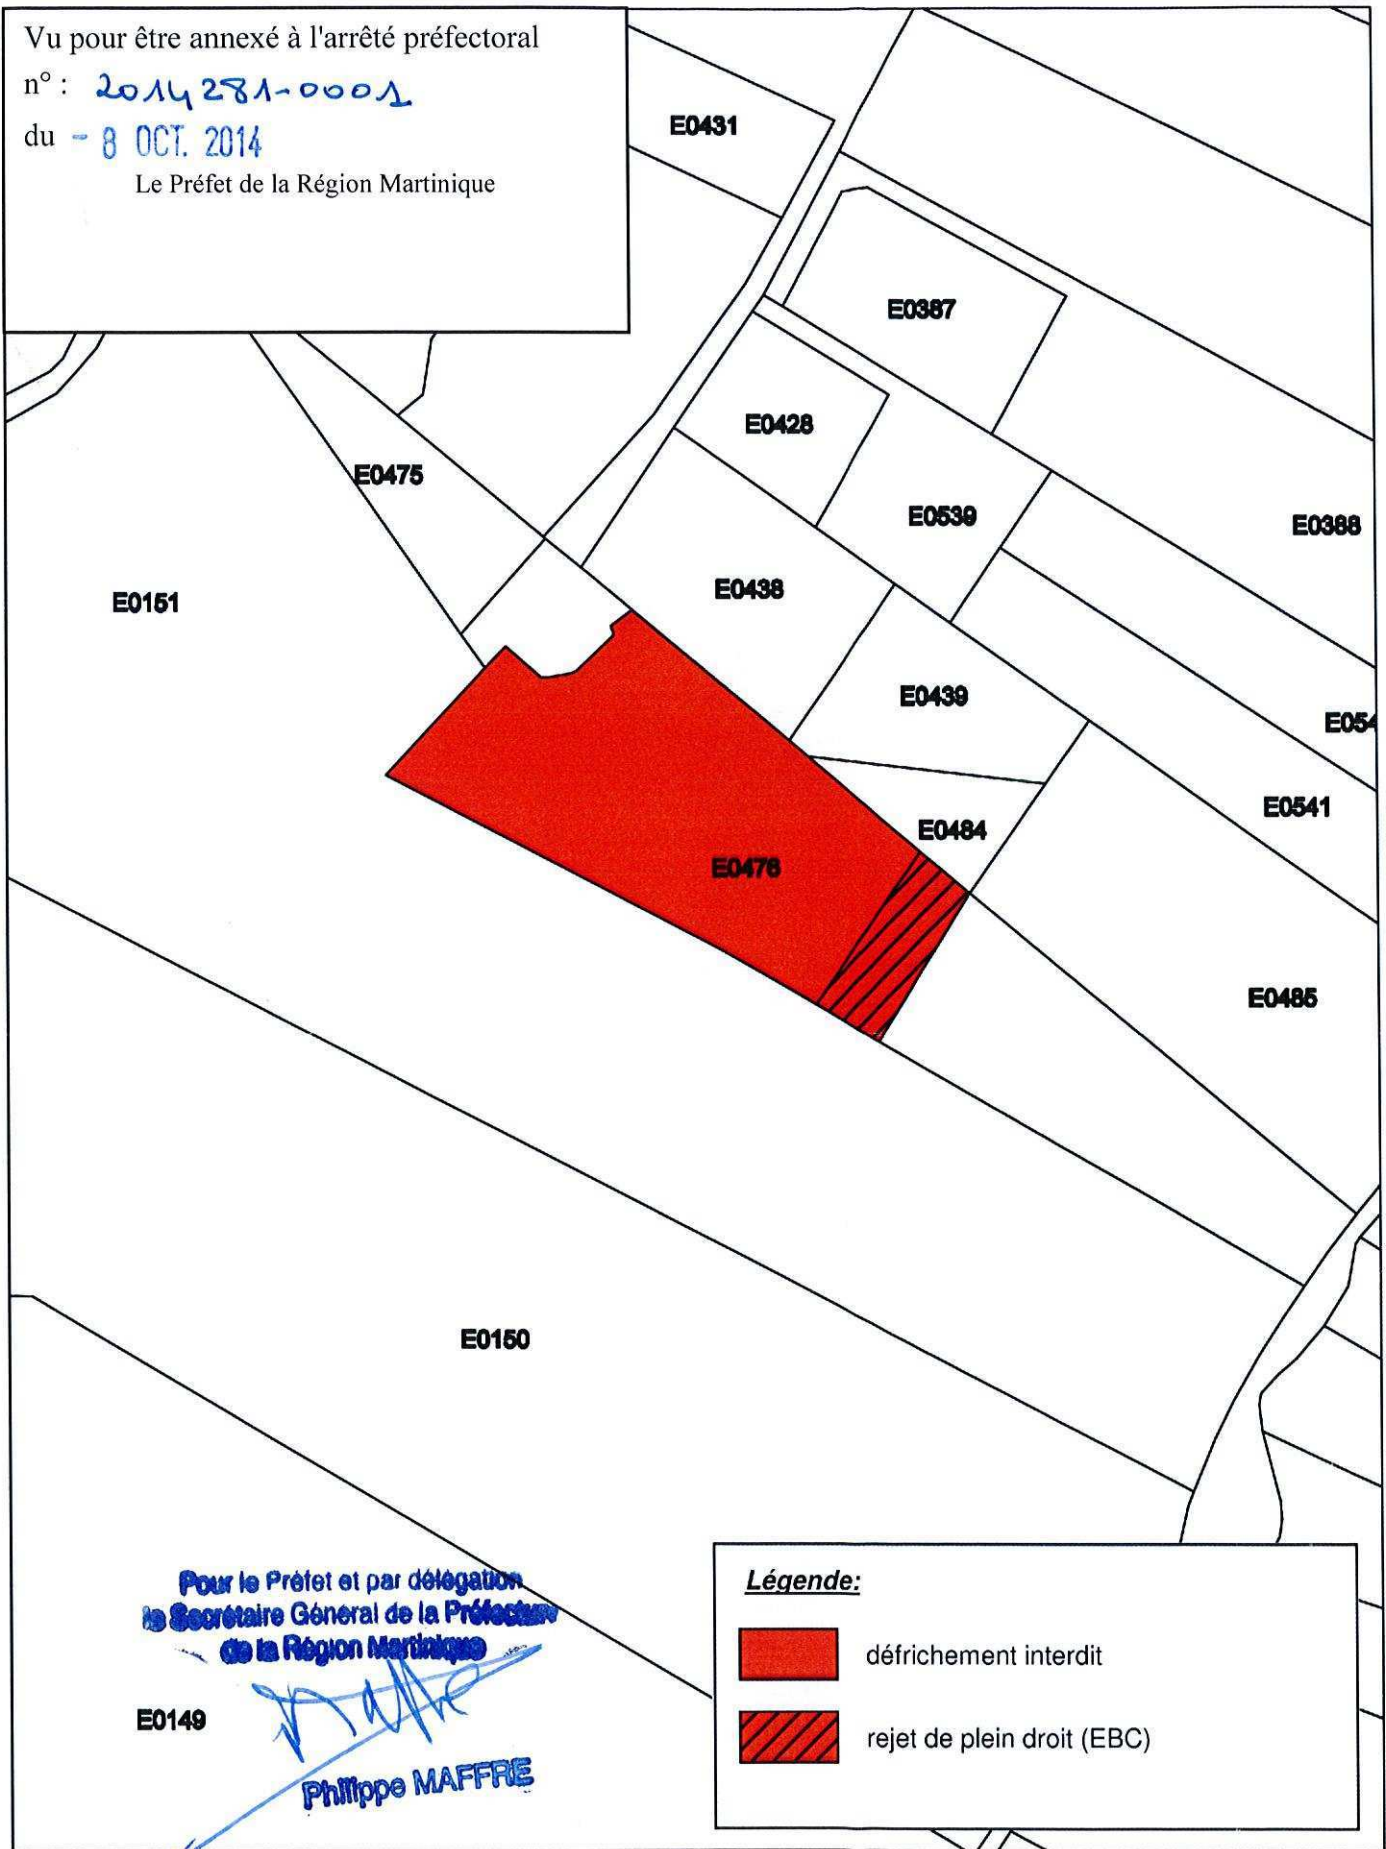 Vu pour être annexé à l'arrêté préfectoral
n° : 2014281-0001
du - 8 OCT. 2014
Le Préfet de la Région Martinique
E0431
E0387
E0428
E0475
E0539
E0388
E0438
E0151
E0439
E054
E0541
E0484
E0476
E0485
E0150
Pour le Préfet et par délégation
le Secrétaire Général de la Préfecture
de la Région Martinique
E0149
Philippe MAFFRE
Légende:
défrichement interdit
rejet de plein droit (EBC)